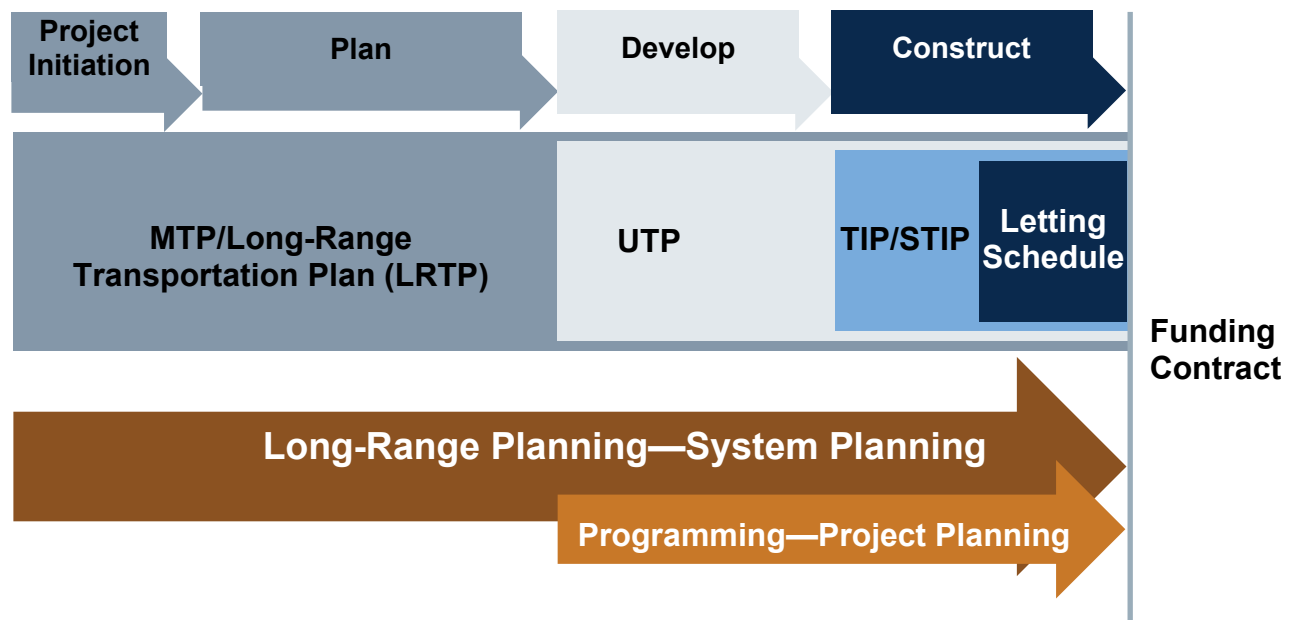 Project
Initiation
Plan
Develop
Construct
MTP/Long-Range
Transportation Plan (LRTP)
UTP
TIP/STIP
Letting
Schedule
Funding
Contract
Long-Range Planning—System Planning
Programming—Project Planning